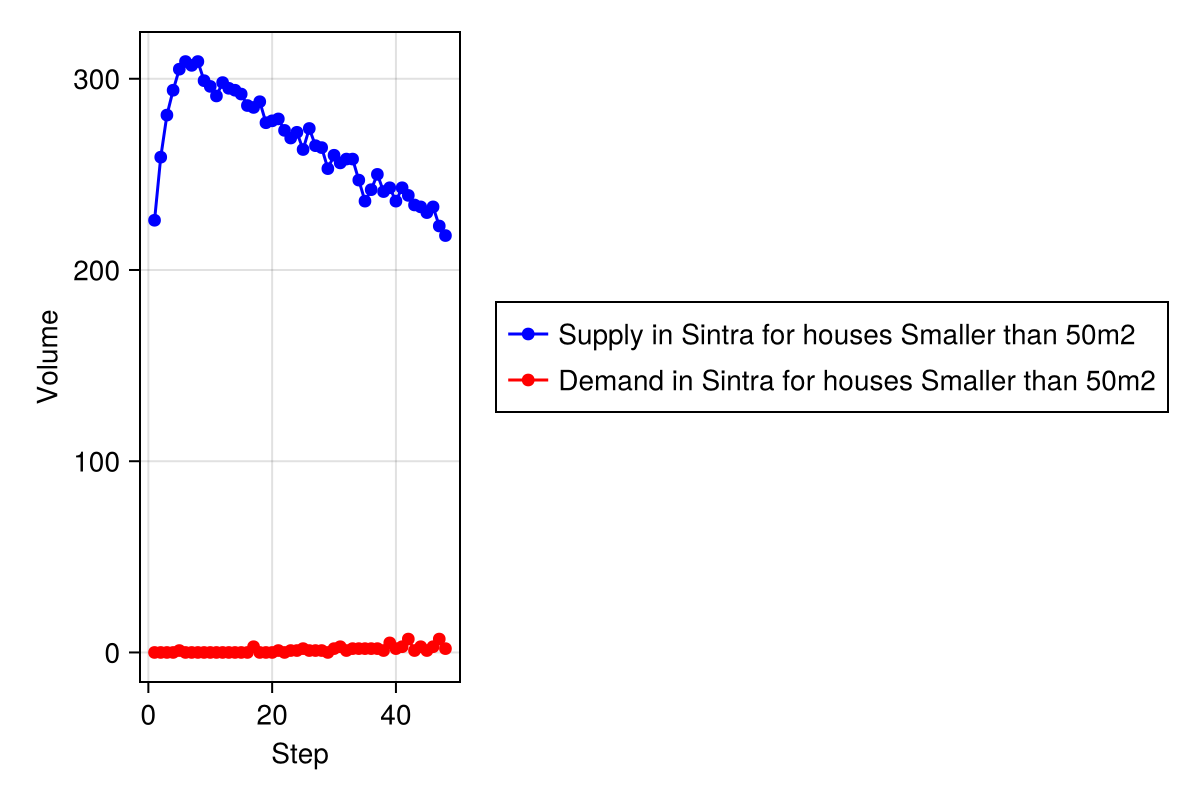 300
200
100
0
Volume
0
20
40
Step
Supply in Sintra for houses Smaller than 50m2
Demand in Sintra for houses Smaller than 50m2